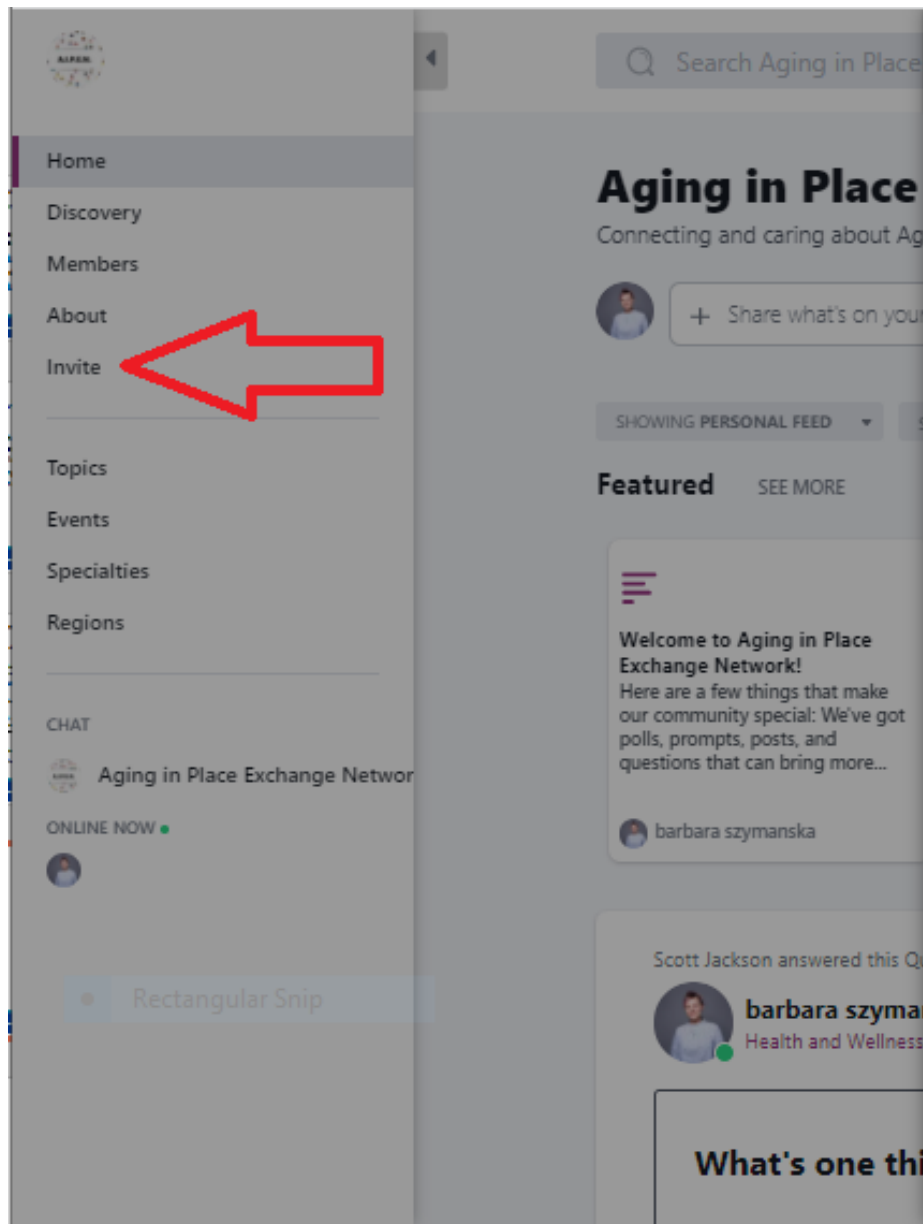 Home
Discovery
Members
About
Invite
Topics
Events
Specialties
Regions
CHAT
Aging in Place Exchange Networ
ONLINE NOW
Rectangular Snip
Search Aging in Place
Aging in Place
Connecting and caring about Ag
+ Share what's on your
SHOWING PERSONAL FEED
Featured SEE MORE
Welcome to Aging in Place
Exchange Network!
Here are a few things that make
our community special: We've got
polls, prompts, posts, and
questions that can bring more...
barbara szymanska
Scott Jackson answered this Qu
barbara szyman
Health and Wellness
What's one thi